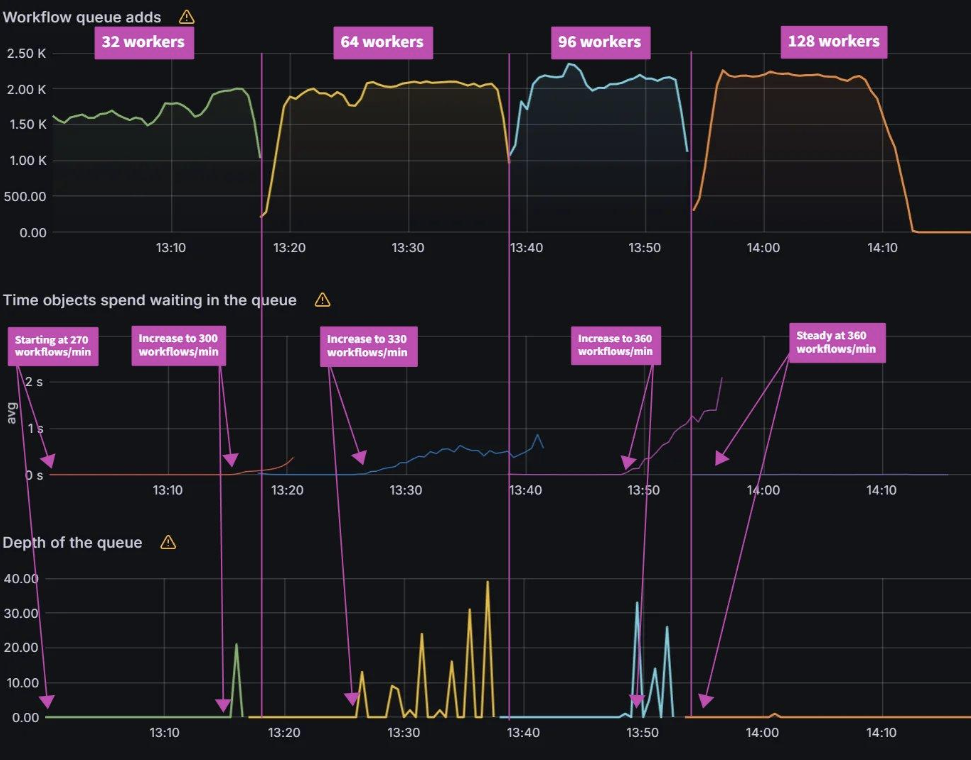 Workflow queue adds
32 workers
64 workers
96 workers
128 workers
2.50 K
2.00 K
1.50 K
1.00 K
500.00
0.00
13:10
13:20
13:30
13:40
13:50
14:00
14:10
Time objects spend waiting in the queue
Starting at 270
workflows/min
Increase to 300
workflows/min
Increase to 330
workflows/min
Increase to 360
workflows/min
Steady at 360
workflows/min
avg
2 s
1 s
0 s
13:10
13:20
13:30
13:40
13:50
14:00
14:10
Depth of the queue
40.00
30.00
20.00
10.00
0.00
13:10
13:20
13:30
13:40
13:50
14:00
14:10